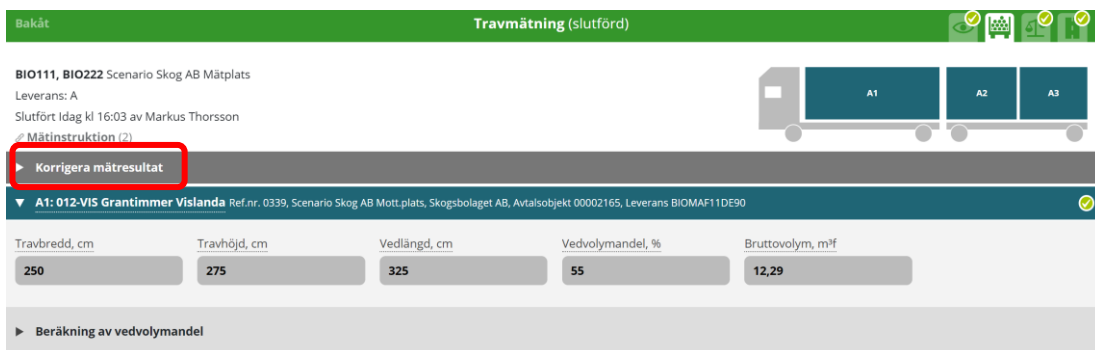 Bakåt
Travmätning (slutförd)
BIO111, BIO222 Scenario Skog AB Mätplats
Leverans: A
Slutfört Idag kl 16:03 av Markus Thorsson
Mätinstruktion (2)
A1 A2 A3
Korrigera mätresultat
A1: 012-VIS Grantimmer Vislanda Ref.nr. 0339, Scenario Skog AB Mott.plats, Skogsbolaget AB, Avtalsobjekt 00002165, Leverans BIOMAF11DE90
Travbredd, cm Travhöjd, cm Vedlängd, cm Vedvolymandel, % Bruttovolym, m³f
250 275 325 55 12,29
Beräkning av vedvolymandel